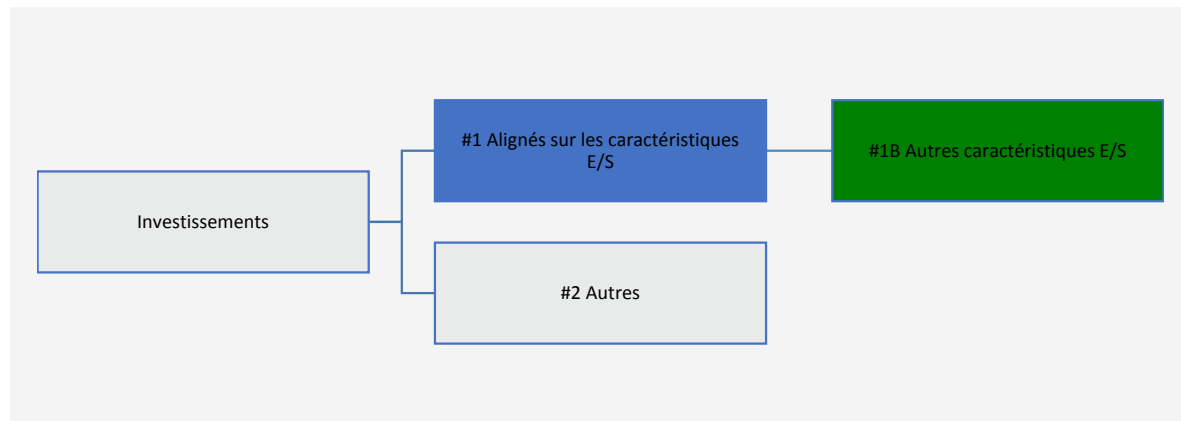 #1 Alignés sur les caractéristiques
E/S
#1B Autres caractéristiques E/S
Investissements
#2 Autres